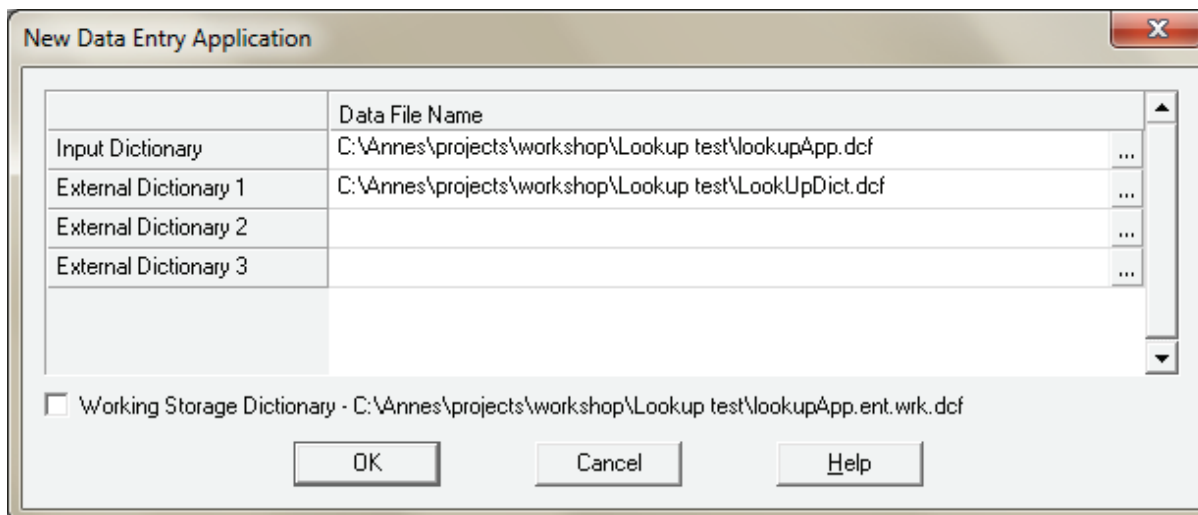 New Data Entry Application
Data File Name
Input Dictionary C:\Annes\projects\workshop\Lookup test\lookupApp.dcf ...
External Dictionary 1 C:\Annes\projects\workshop\Lookup test\LookUpDict.dcf ...
External Dictionary 2 ...
External Dictionary 3 ...
Working Storage Dictionary - C:\Annes\projects\workshop\Lookup test\lookupApp.ent.wrk.dcf
OK Cancel Help